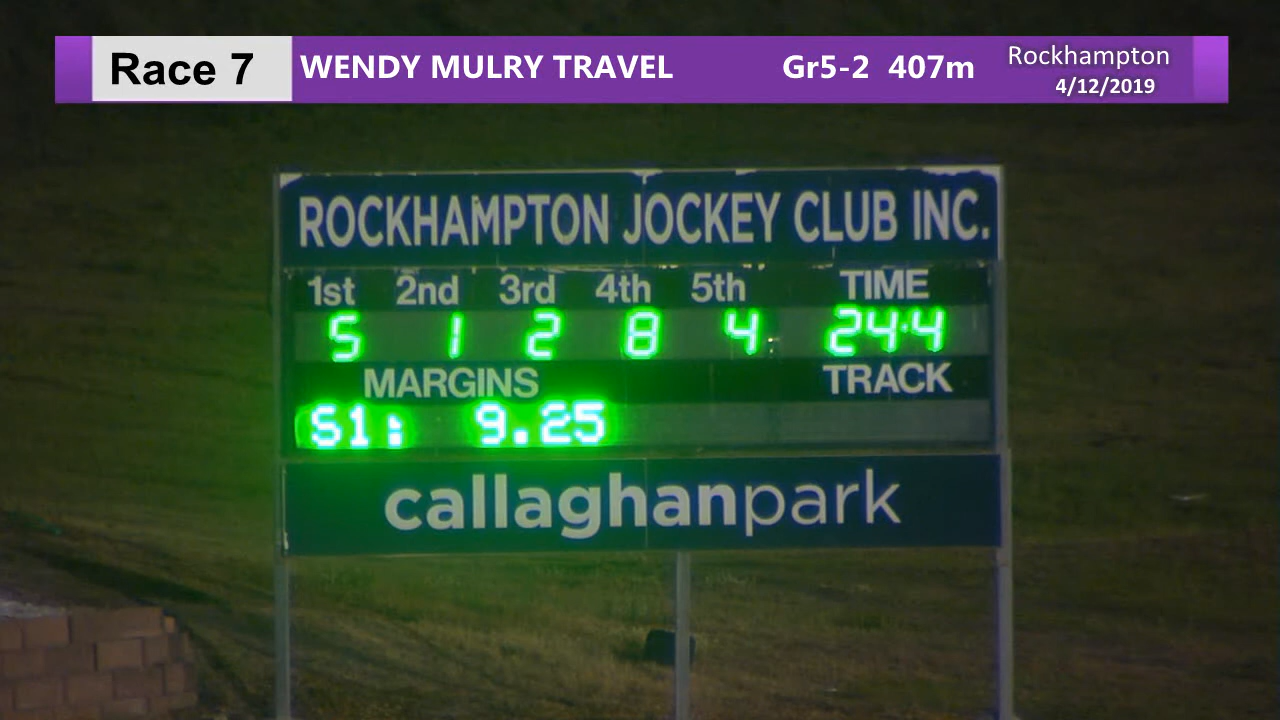 Race 7 WENDY MULRY TRAVEL Gr5-2 407m Rockhampton
4/12/2019
ROCKHAMPTON JOCKEY CLUB INC.
1st 2nd 3rd 4th 5th TIME
5 1 2 8 4 24.4
MARGINS TRACK
S1: 9.25
callaghanpark